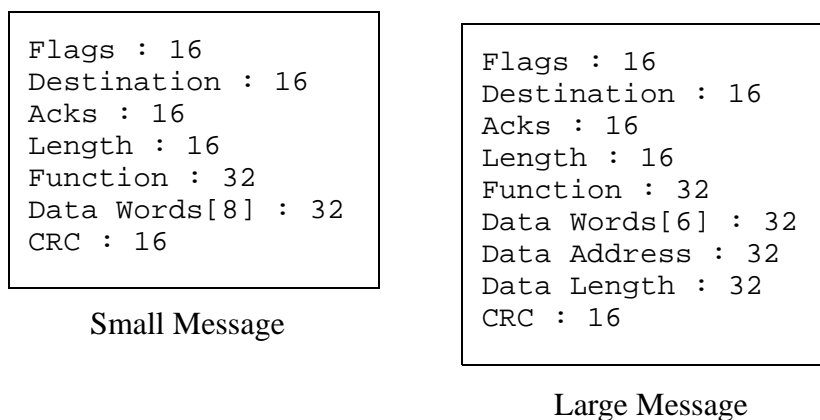 Flags : 16
Destination : 16
Acks : 16
Length : 16
Function : 32
Data Words[8] : 32
CRC : 16
Small Message
Flags : 16
Destination : 16
Acks : 16
Length : 16
Function : 32
Data Words[6] : 32
Data Address : 32
Data Length : 32
CRC : 16
Large Message